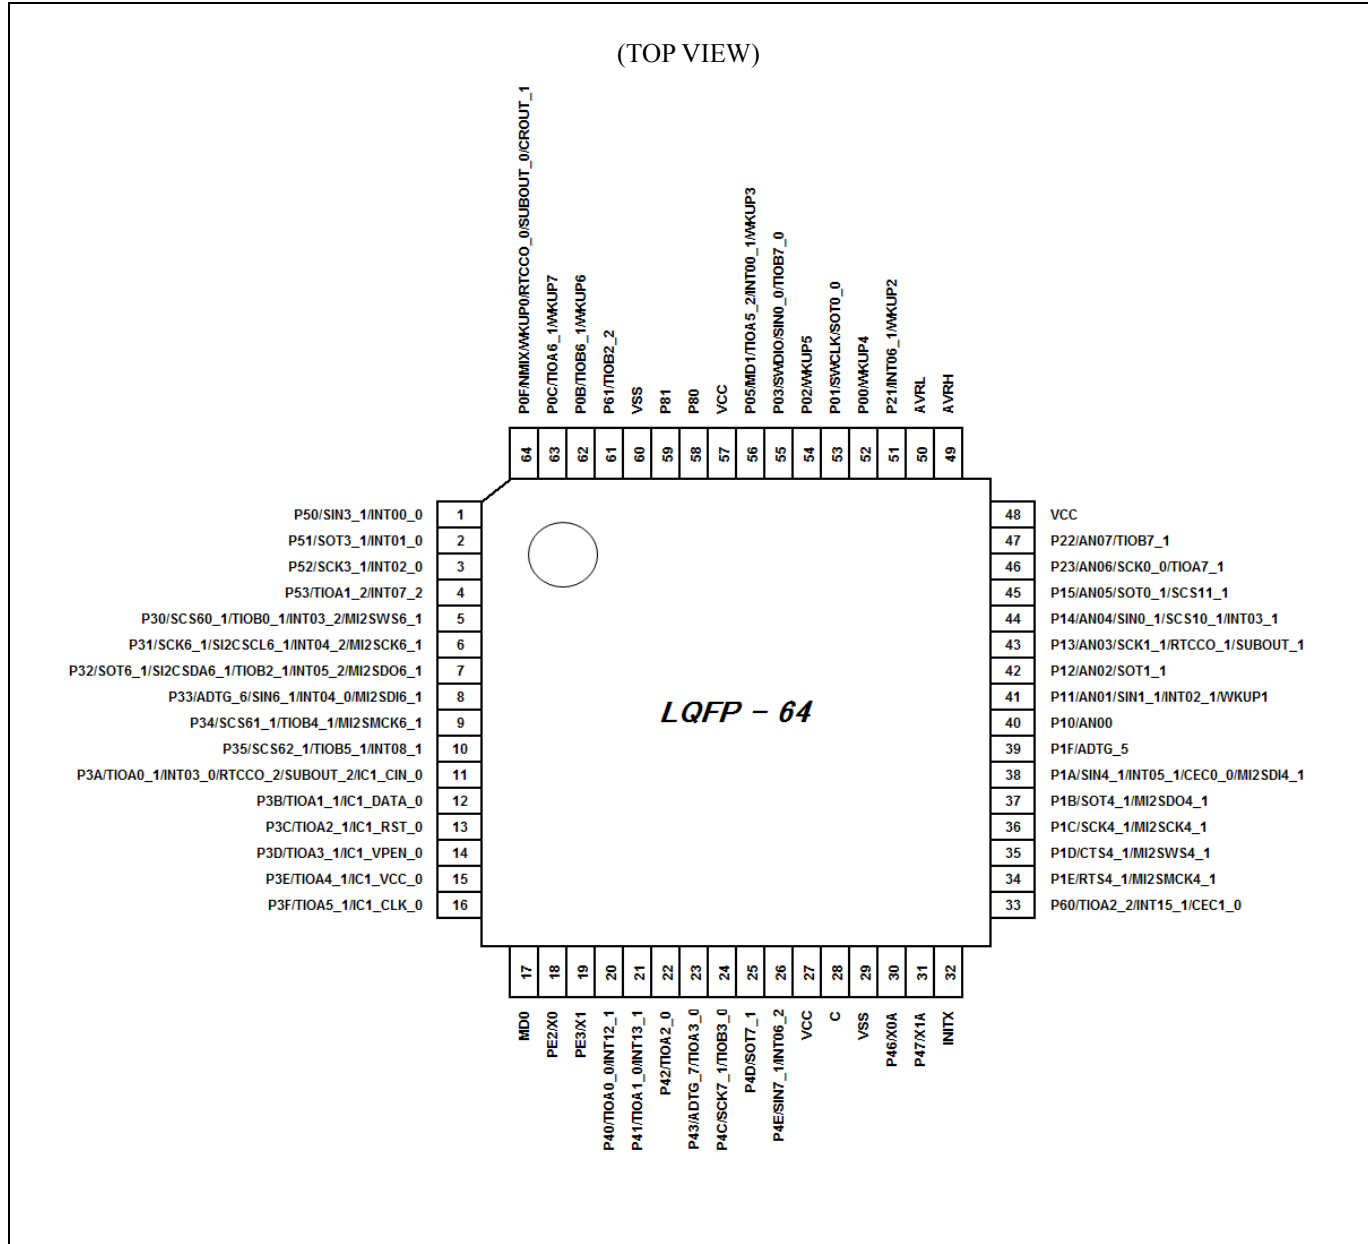 (TOP VIEW)
P0F/NMIX/WKUP0/RTCCO_0/SUBOUT_0/CROUT_1
P0C/TIOA6_1/WKUP7
P0B/TIOB6_1/WKUP6
P61/TIOB2_2
VSS
P81
P80
VCC
P05/MD1/TIOA5_2/INT00_1/WKUP3
P03/SWDIO/SIN0_0/TIOB7_0
P02/WKUP5
P01/SWCLK/SOT0_0
P00/WKUP4
P21/INT06_1/WKUP2
AVRL
AVRH
64 63 62 61 60 59 58 57 56 55 54 53 52 51 50 49
P50/SIN3_1/INT00_0 1
P51/SOT3_1/INT01_0 2
P52/SCK3_1/INT02_0 3
P53/TIOA1_2/INT07_2 4
P30/SCS60_1/TIOB0_1/INT03_2/MI2SWS6_1 5
P31/SCK6_1/SI2CSCL6_1/INT04_2/MI2SCK6_1 6
P32/SOT6_1/SI2CSDA6_1/TIOB2_1/INT05_2/MI2SDO6_1 7
P33/ADTG_6/SIN6_1/INT04_0/MI2SDI6_1 8
P34/SCS61_1/TIOB4_1/MI2SMCK6_1 9
P35/SCS62_1/TIOB5_1/INT08_1 10
P3A/TIOA0_1/INT03_0/RTCCO_2/SUBOUT_2/IC1_CIN_0 11
P3B/TIOA1_1/IC1_DATA_0 12
P3C/TIOA2_1/IC1_RST_0 13
P3D/TIOA3_1/IC1_VPEN_0 14
P3E/TIOA4_1/IC1_VCC_0 15
P3F/TIOA5_1/IC1_CLK_0 16
LQFP - 64
48 VCC
47 P22/AN07/TIOB7_1
46 P23/AN06/SCK0_0/TIOA7_1
45 P15/AN05/SOT0_1/SCS11_1
44 P14/AN04/SIN0_1/SCS10_1/INT03_1
43 P13/AN03/SCK1_1/RTCCO_1/SUBOUT_1
42 P12/AN02/SOT1_1
41 P11/AN01/SIN1_1/INT02_1/WKUP1
40 P10/AN00
39 P1F/ADTG_5
38 P1A/SIN4_1/INT05_1/CEC0_0/MI2SDI4_1
37 P1B/SOT4_1/MI2SDO4_1
36 P1C/SCK4_1/MI2SCK4_1
35 P1D/CTS4_1/MI2SWS4_1
34 P1E/RTS4_1/MI2SMCK4_1
33 P60/TIOA2_2/INT15_1/CEC1_0
17 18 19 20 21 22 23 24 25 26 27 28 29 30 31 32
MD0
PE2/X0
PE3/X1
P40/TIOA0_0/INT12_1
P41/TIOA1_0/INT13_1
P42/TIOA2_0
P43/ADTG_7/TIOA3_0
P4C/SCK7_1/TIOB3_0
P4D/SOT7_1
P4E/SIN7_1/INT06_2
VCC
C
VSS
P46/X0A
P47/X1A
INITX